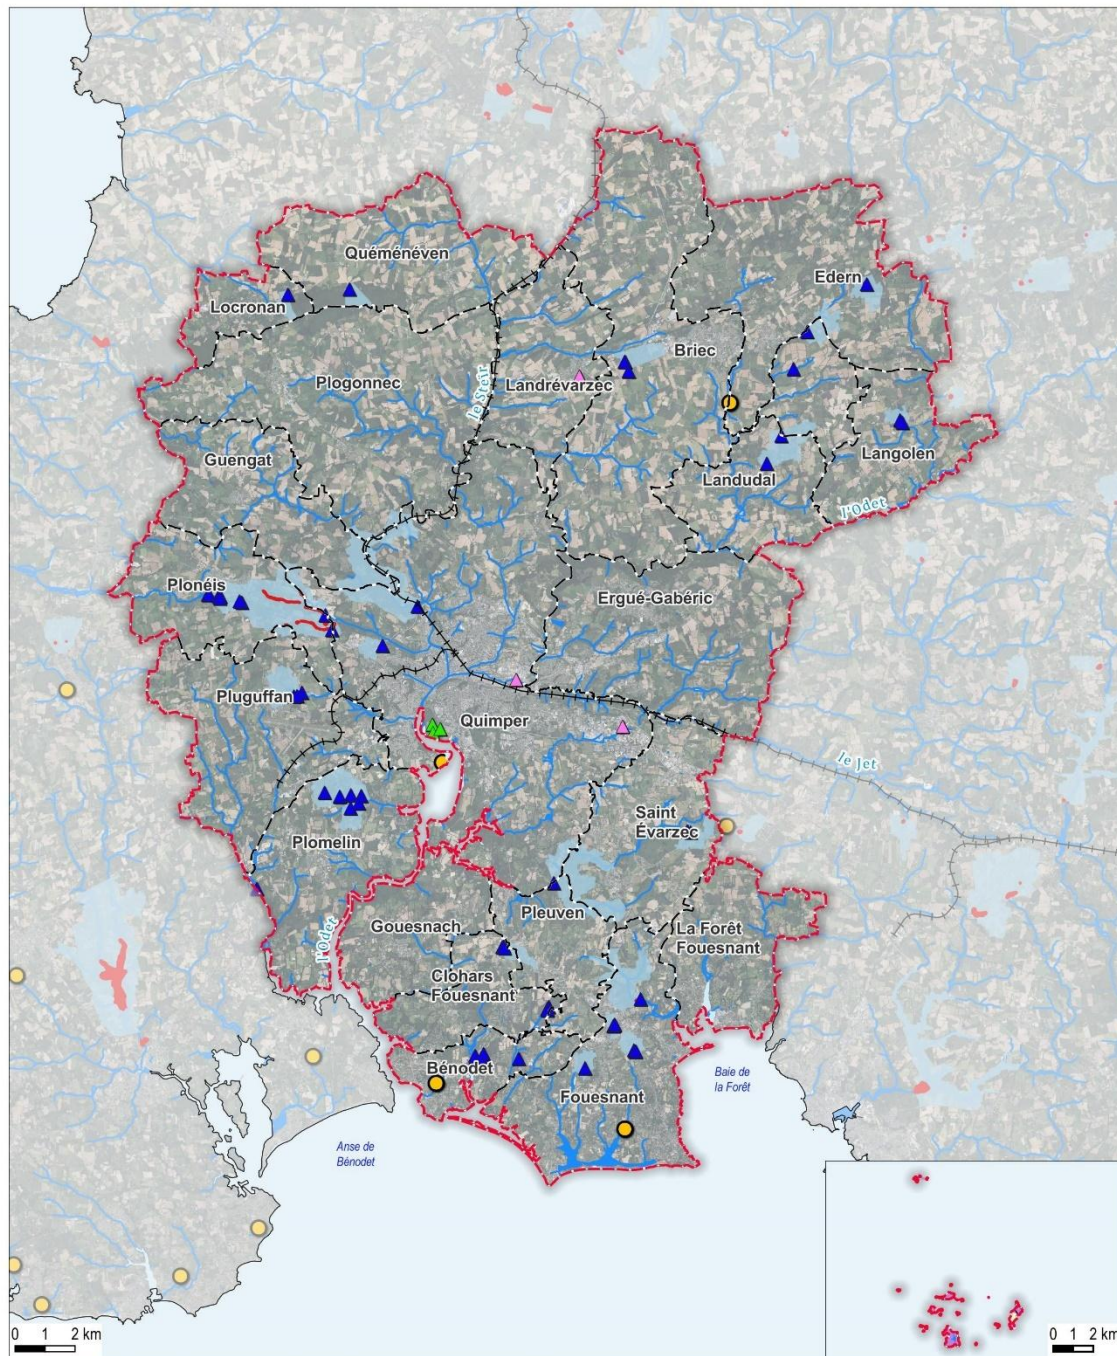 Quéménéven
Edern
Locronan
Briec
le Steir
Plogonnec
Landrévarzec
Guengat
Langolen
Landudal
l'Odet
Plonéis
Ergué-Gabéric
Pluguffan
Quimper
le Jet
Saint
Évarzec
Plomelin
Pleuven
Gouesnach
La Forêt
Fouesnant
l'Odet
Clohars
Fouesnant
Bénodet
Baie de
la Forêt
Fouesnant
Anse de
Bénodet
0 1 2 km
0 1 2 km